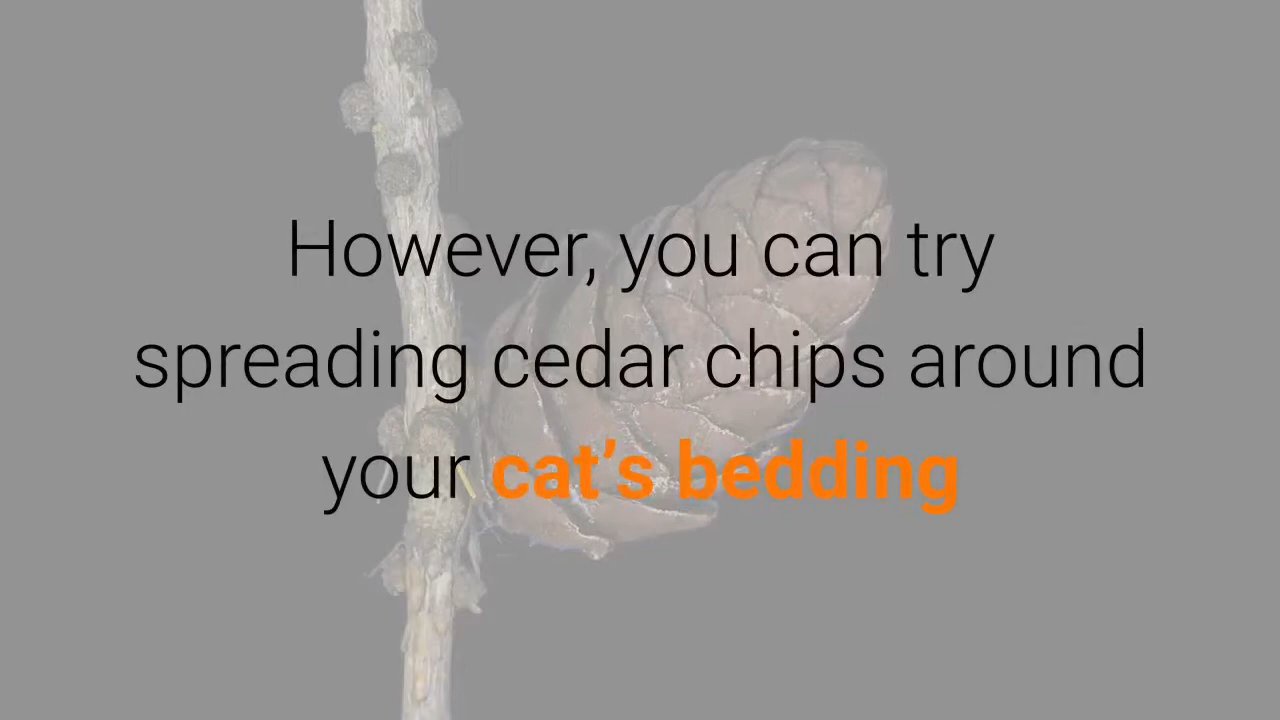 However, you can try
spreading cedar chips around
your cat’s bedding